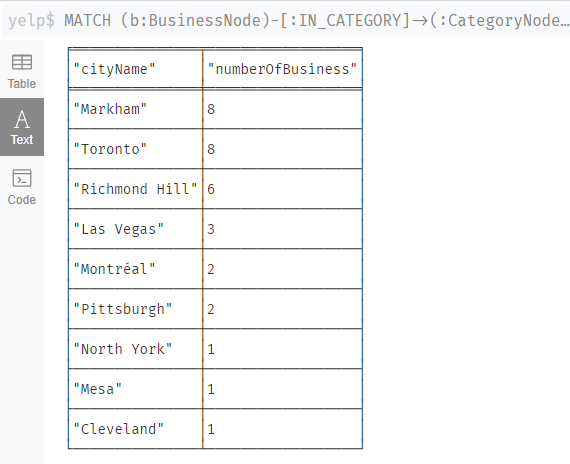 yelp$ MATCH (b:BusinessNode)-[:IN_CATEGORY]→(:CategoryNode…
Table
A
Text
Code
"cityName" "numberOfBusiness"
"Markham" 8
"Toronto" 8
"Richmond Hill" 6
"Las Vegas" 3
"Montréal" 2
"Pittsburgh" 2
"North York" 1
"Mesa" 1
"Cleveland" 1